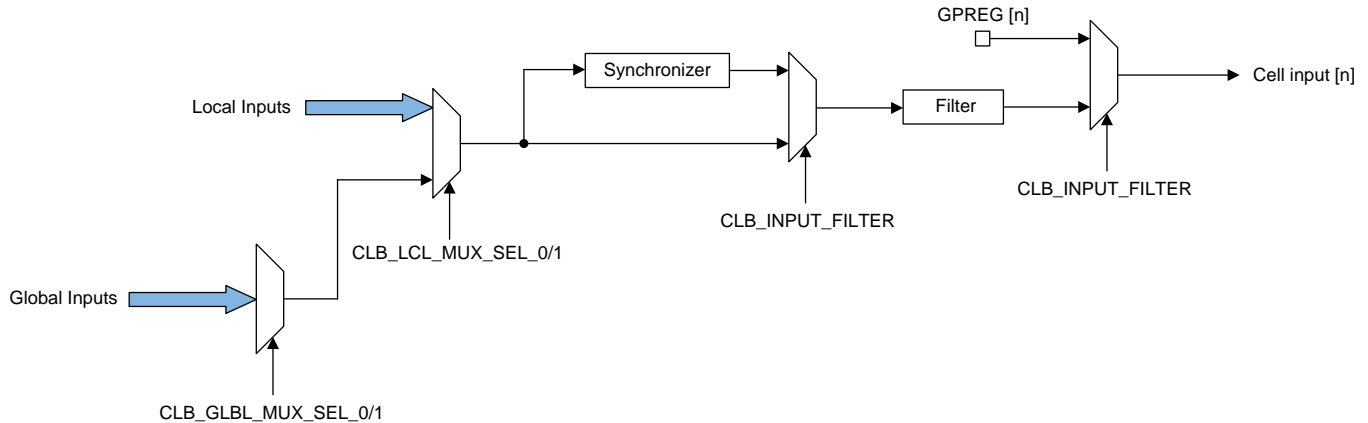 GPREG [n]
Synchronizer
Cell input [n]
Local Inputs
Filter
CLB_INPUT_FILTER
CLB_INPUT_FILTER
CLB_LCL_MUX_SEL_0/1
Global Inputs
CLB_GLBL_MUX_SEL_0/1